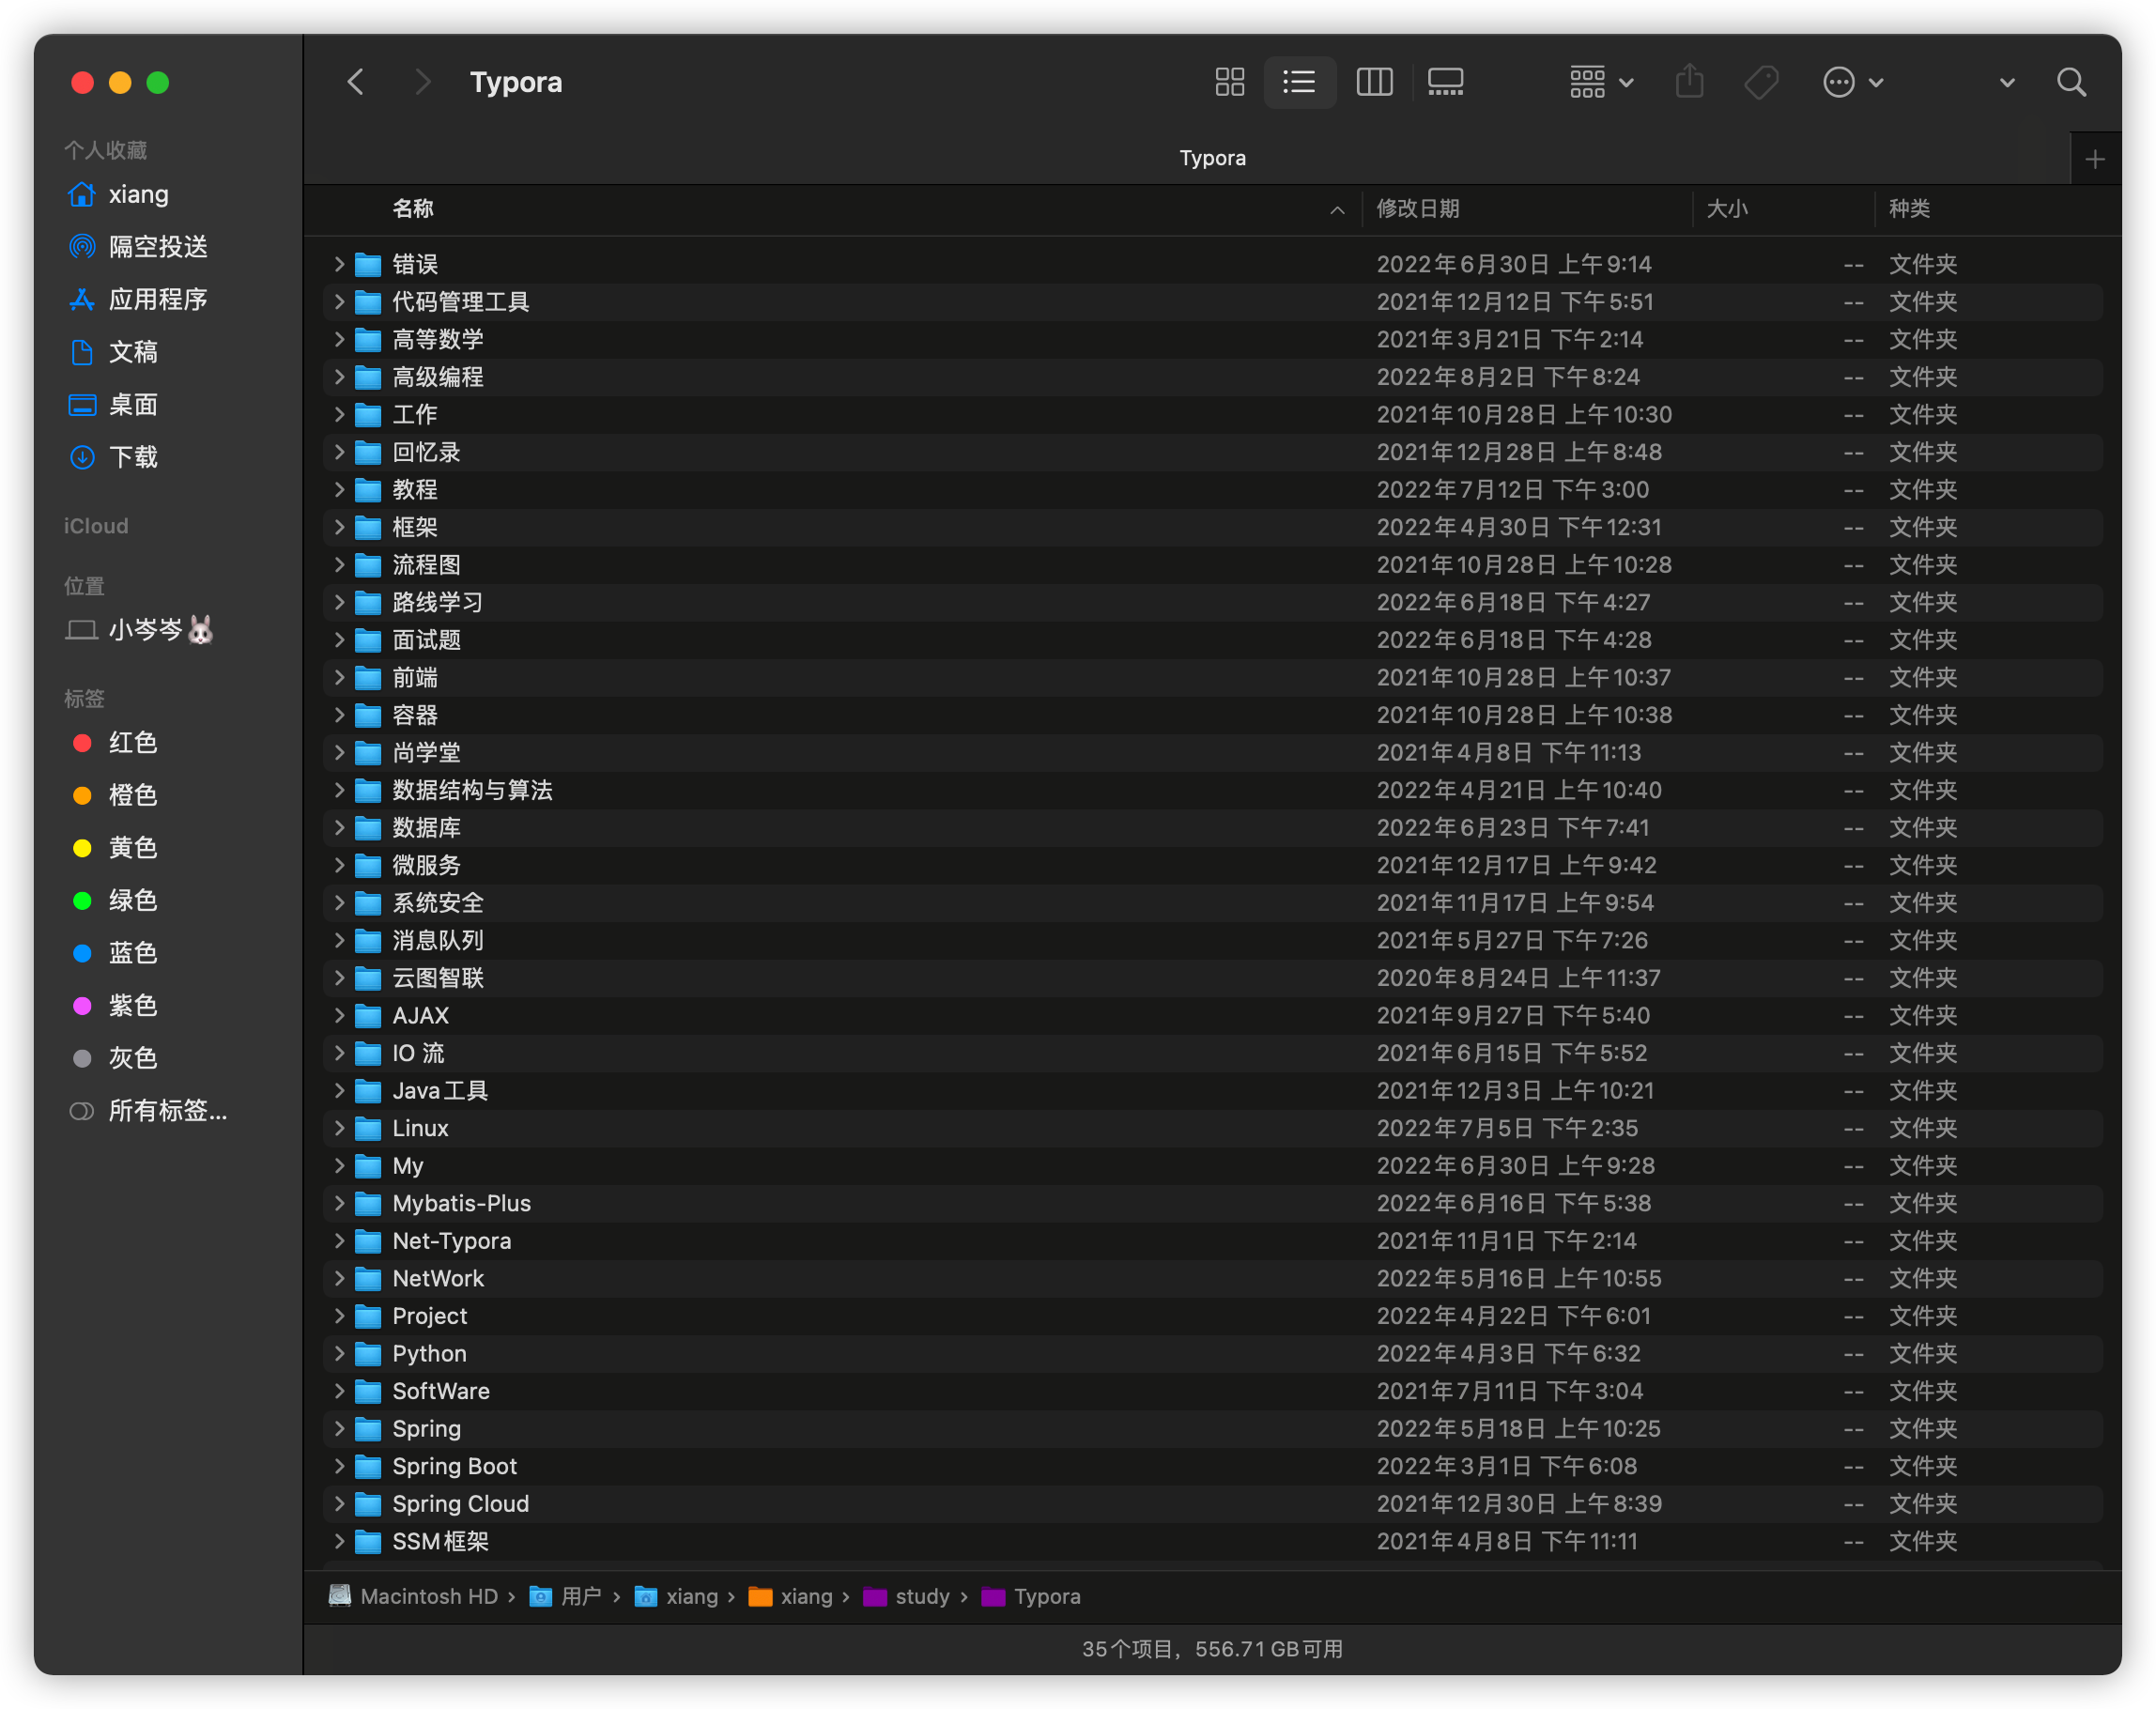 Typora
个人收藏
xiang
隔空投送
应用程序
文稿
桌面
下载
iCloud
位置
小岑岑🐰
标签
红色
橙色
黄色
绿色
蓝色
紫色
灰色
所有标签...
Typora
名称 修改日期 大小 种类
错误 2022年6月30日 上午9:14 -- 文件夹
代码管理工具 2021年12月12日 下午5:51 -- 文件夹
高等数学 2021年3月21日 下午2:14 -- 文件夹
高级编程 2022年8月2日 下午8:24 -- 文件夹
工作 2021年10月28日 上午10:30 -- 文件夹
回忆录 2021年12月28日 上午8:48 -- 文件夹
教程 2022年7月12日 下午3:00 -- 文件夹
框架 2022年4月30日 下午12:31 -- 文件夹
流程图 2021年10月28日 上午10:28 -- 文件夹
路线学习 2022年6月18日 下午4:27 -- 文件夹
面试题 2022年6月18日 下午4:28 -- 文件夹
前端 2021年10月28日 上午10:37 -- 文件夹
容器 2021年10月28日 上午10:38 -- 文件夹
尚学堂 2021年4月8日 下午11:13 -- 文件夹
数据结构与算法 2022年4月21日 上午10:40 -- 文件夹
数据库 2022年6月23日 下午7:41 -- 文件夹
微服务 2021年12月17日 上午9:42 -- 文件夹
系统安全 2021年11月17日 上午9:54 -- 文件夹
消息队列 2021年5月27日 下午7:26 -- 文件夹
云图智联 2020年8月24日 上午11:37 -- 文件夹
AJAX 2021年9月27日 下午5:40 -- 文件夹
IO 流 2021年6月15日 下午5:52 -- 文件夹
Java工具 2021年12月3日 上午10:21 -- 文件夹
Linux 2022年7月5日 下午2:35 -- 文件夹
My 2022年6月30日 上午9:28 -- 文件夹
Mybatis-Plus 2022年6月16日 下午5:38 -- 文件夹
Net-Typora 2021年11月1日 下午2:14 -- 文件夹
NetWork 2022年5月16日 上午10:55 -- 文件夹
Project 2022年4月22日 下午6:01 -- 文件夹
Python 2022年4月3日 下午6:32 -- 文件夹
SoftWare 2021年7月11日 下午3:04 -- 文件夹
Spring 2022年5月18日 上午10:25 -- 文件夹
Spring Boot 2022年3月1日 下午6:08 -- 文件夹
Spring Cloud 2021年12月30日 上午8:39 -- 文件夹
SSM框架 2021年4月8日 下午11:11 -- 文件夹
Macintosh HD › 用户 › xiang › xiang › study › Typora
35个项目，556.71 GB可用